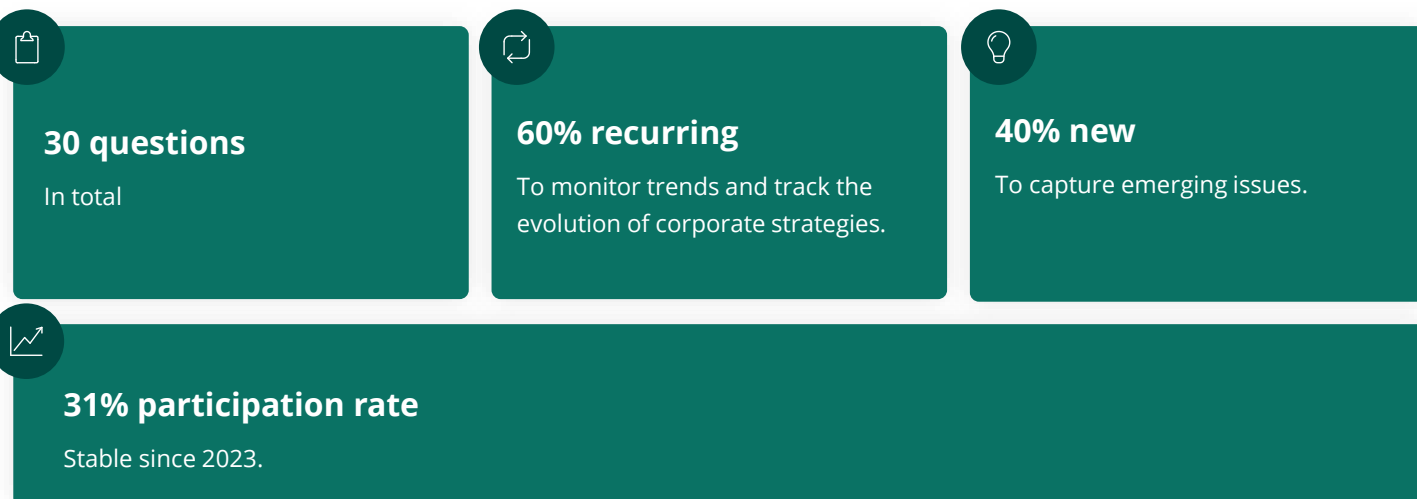 30 questions
In total
60% recurring
To monitor trends and track the
evolution of corporate strategies.
40% new
To capture emerging issues.
31% participation rate
Stable since 2023.